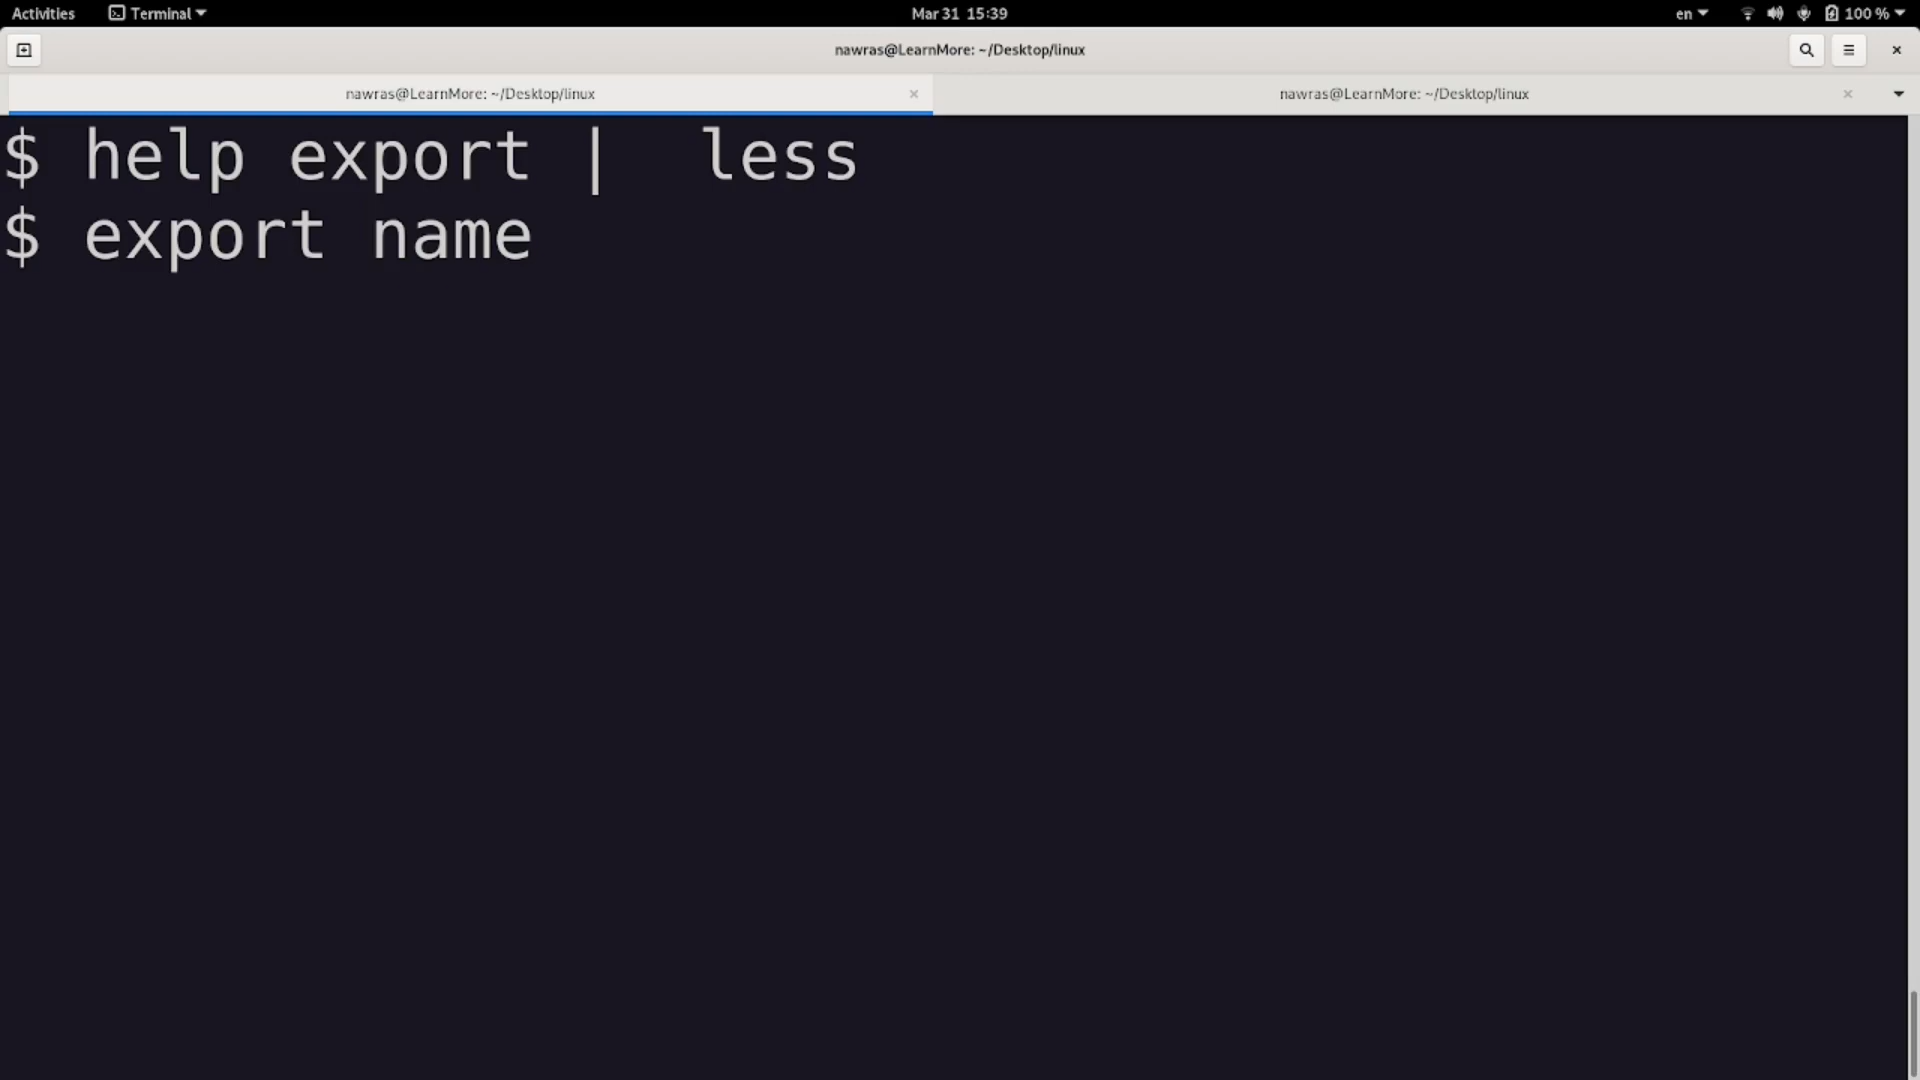 Activities Terminal Mar 31 15:39 en 100 %
nawras@LearnMore: ~/Desktop/linux
nawras@LearnMore: ~/Desktop/linux nawras@LearnMore: ~/Desktop/linux
$ help export |  less
$ export name